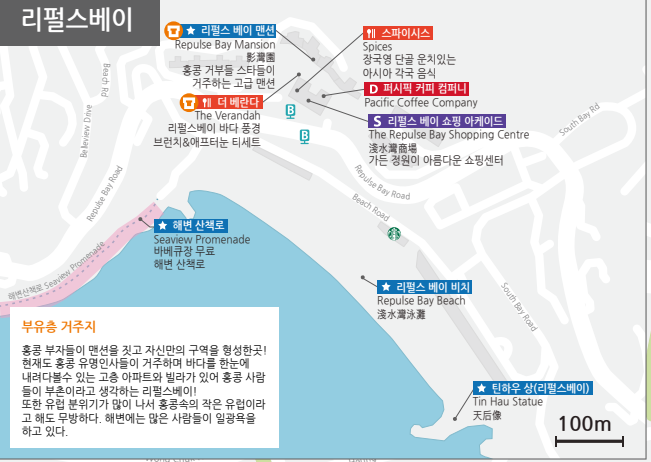 리펄스베이
리펄스 베이 맨션
Repulse Bay Mansion
影灣園
홍콩 거부들 스타들이
거주하는 고급 맨션
더 베란다
The Verandah
리펄스베이 바다 풍경
브런치&애프터눈 티세트
스파이시스
Spices
장국영 단골 운치있는
아시아 각국 음식
D 퍼시픽 커피 컴퍼니
Pacific Coffee Company
S 리펄스 베이 쇼핑 아케이드
The Repulse Bay Shopping Centre
淺水灣商場
가든 정원이 아름다운 쇼핑센터
Beach Rd
Belleview Drive
Repulse Bay Road
South Bay Rd
Repulse Bay Road
Beach Road
B
B
해변 산책로
Seaview Promenade
바베큐장 무료
해변 산책로
해변산책로 Seaview Promenade
리펄스 베이 비치
Repulse Bay Beach
淺水灣泳灘
South Bay Road
부유층 거주지
홍콩 부자들이 맨션을 짓고 자신만의 구역을 형성한곳!
현재도 홍콩 유명인사들이 거주하며 바다를 한눈에
내려다볼수 있는 고층 아파트와 빌라가 있어 홍콩 사람
들이 부촌이라고 생각하는 리펄스베이!
또한 유럽 분위기가 많이 나서 홍콩속의 작은 유럽이라
고 해도 무방하다. 해변에는 많은 사람들이 일광욕을
하고 있다.
틴하우 상(리펄스베이)
Tin Hau Statue
天后像
100m